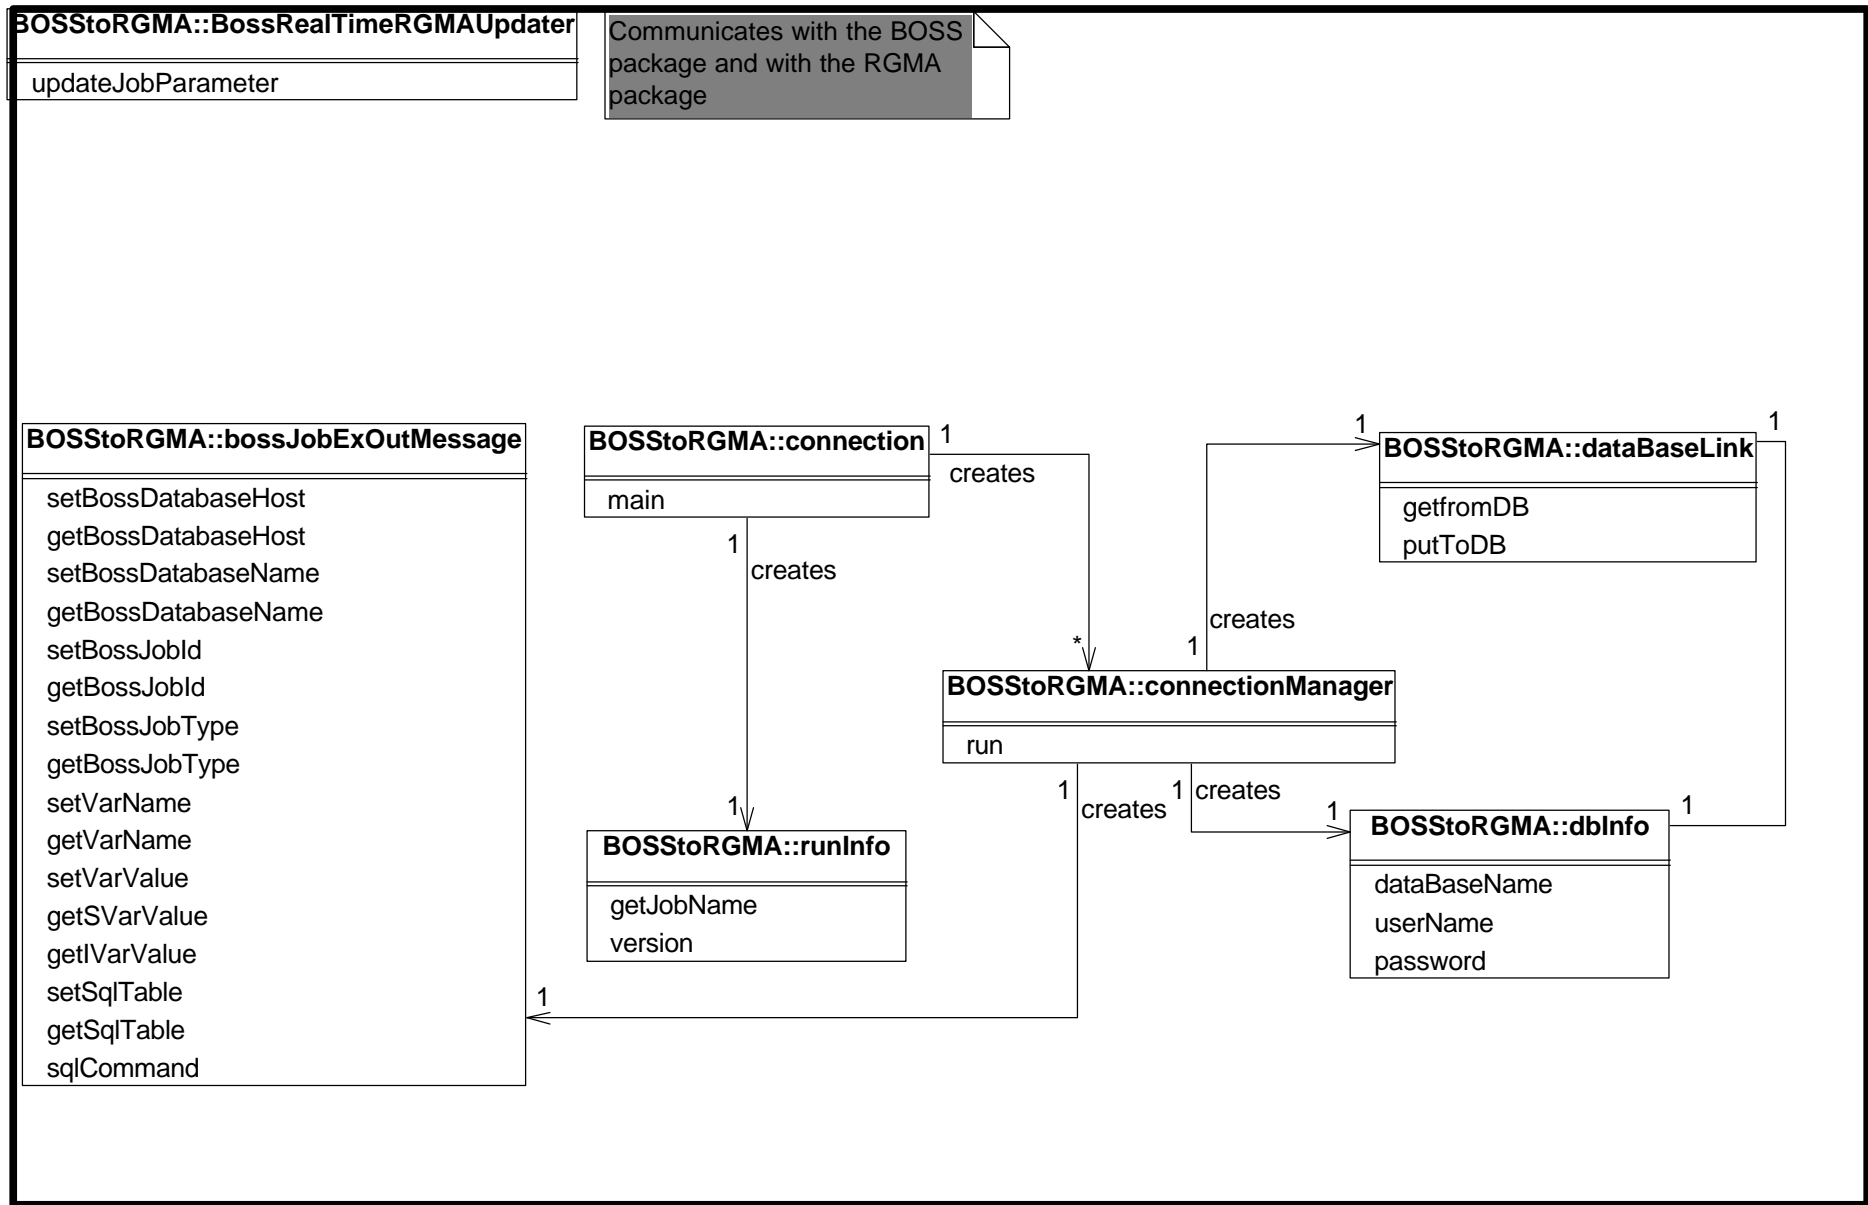 BOSStoRGMA::BossRealTimeRGMAUpdater
updateJobParameter
Communicates with the BOSS
package and with the RGMA
package
BOSStoRGMA::bossJobExOutMessage
setBossDatabaseHost
getBossDatabaseHost
setBossDatabaseName
getBossDatabaseName
setBossJobId
getBossJobId
setBossJobType
getBossJobType
setVarName
getVarName
setVarValue
getSVarValue
getIVarValue
setSqlTable
getSqlTable
sqlCommand
BOSStoRGMA::connection
main
1
creates
*
1
creates
1
BOSStoRGMA::runInfo
getJobName
version
BOSStoRGMA::connectionManager
run
1
creates
1
1
creates
1
1
creates
1
BOSStoRGMA::dataBaseLink
getfromDB
putToDB
1
1
BOSStoRGMA::dbInfo
dataBaseName
userName
password